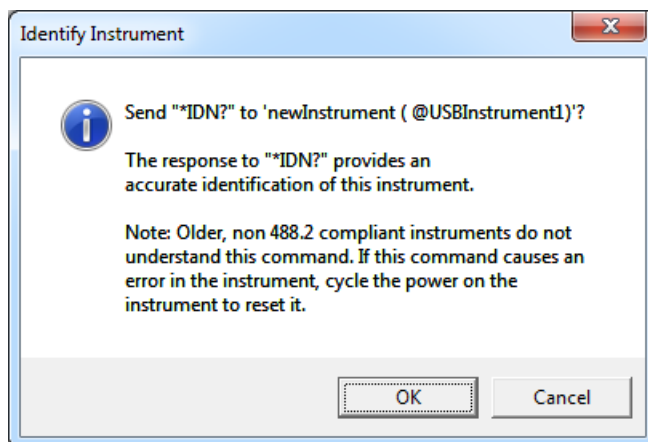 Identify Instrument
Send "*IDN?" to 'newInstrument ( @USBInstrument1)'?
The response to "*IDN?" provides an
accurate identification of this instrument.
Note: Older, non 488.2 compliant instruments do not
understand this command. If this command causes an
error in the instrument, cycle the power on the
instrument to reset it.
OK Cancel